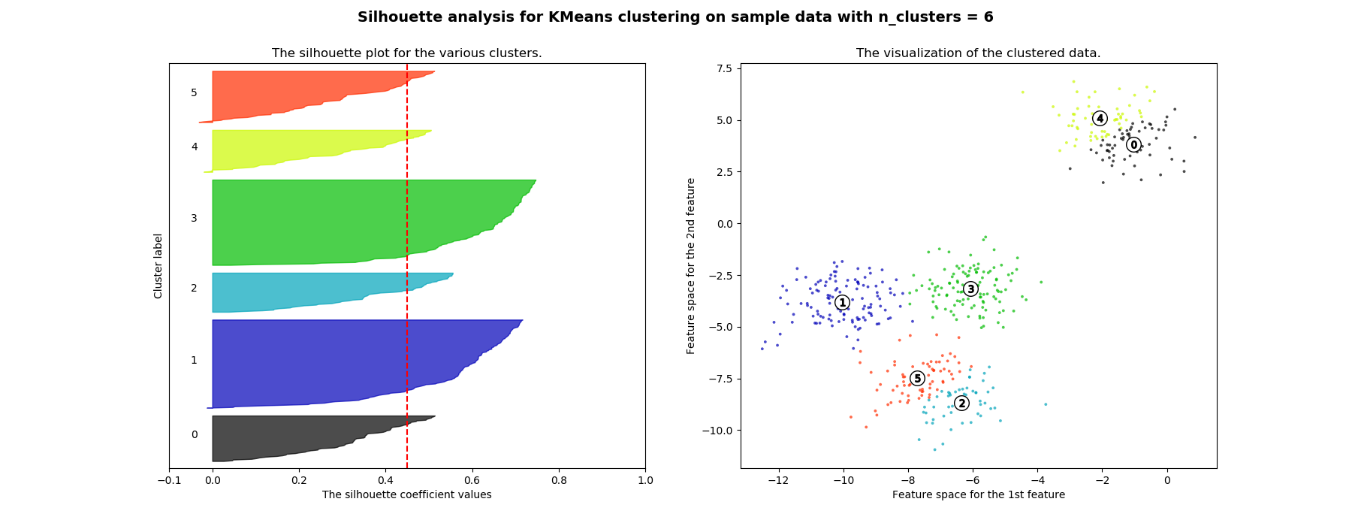 Silhouette analysis for KMeans clustering on sample data with n_clusters = 6
The silhouette plot for the various clusters.
Cluster label
5
4
3
2
1
0
−0.1 0.0 0.2 0.4 0.6 0.8 1.0
The silhouette coefficient values
The visualization of the clustered data.
Feature space for the 2nd feature
7.5
5.0
2.5
0.0
−2.5
−5.0
−7.5
−10.0
4
0
3
1
5
2
−12 −10 −8 −6 −4 −2 0
Feature space for the 1st feature